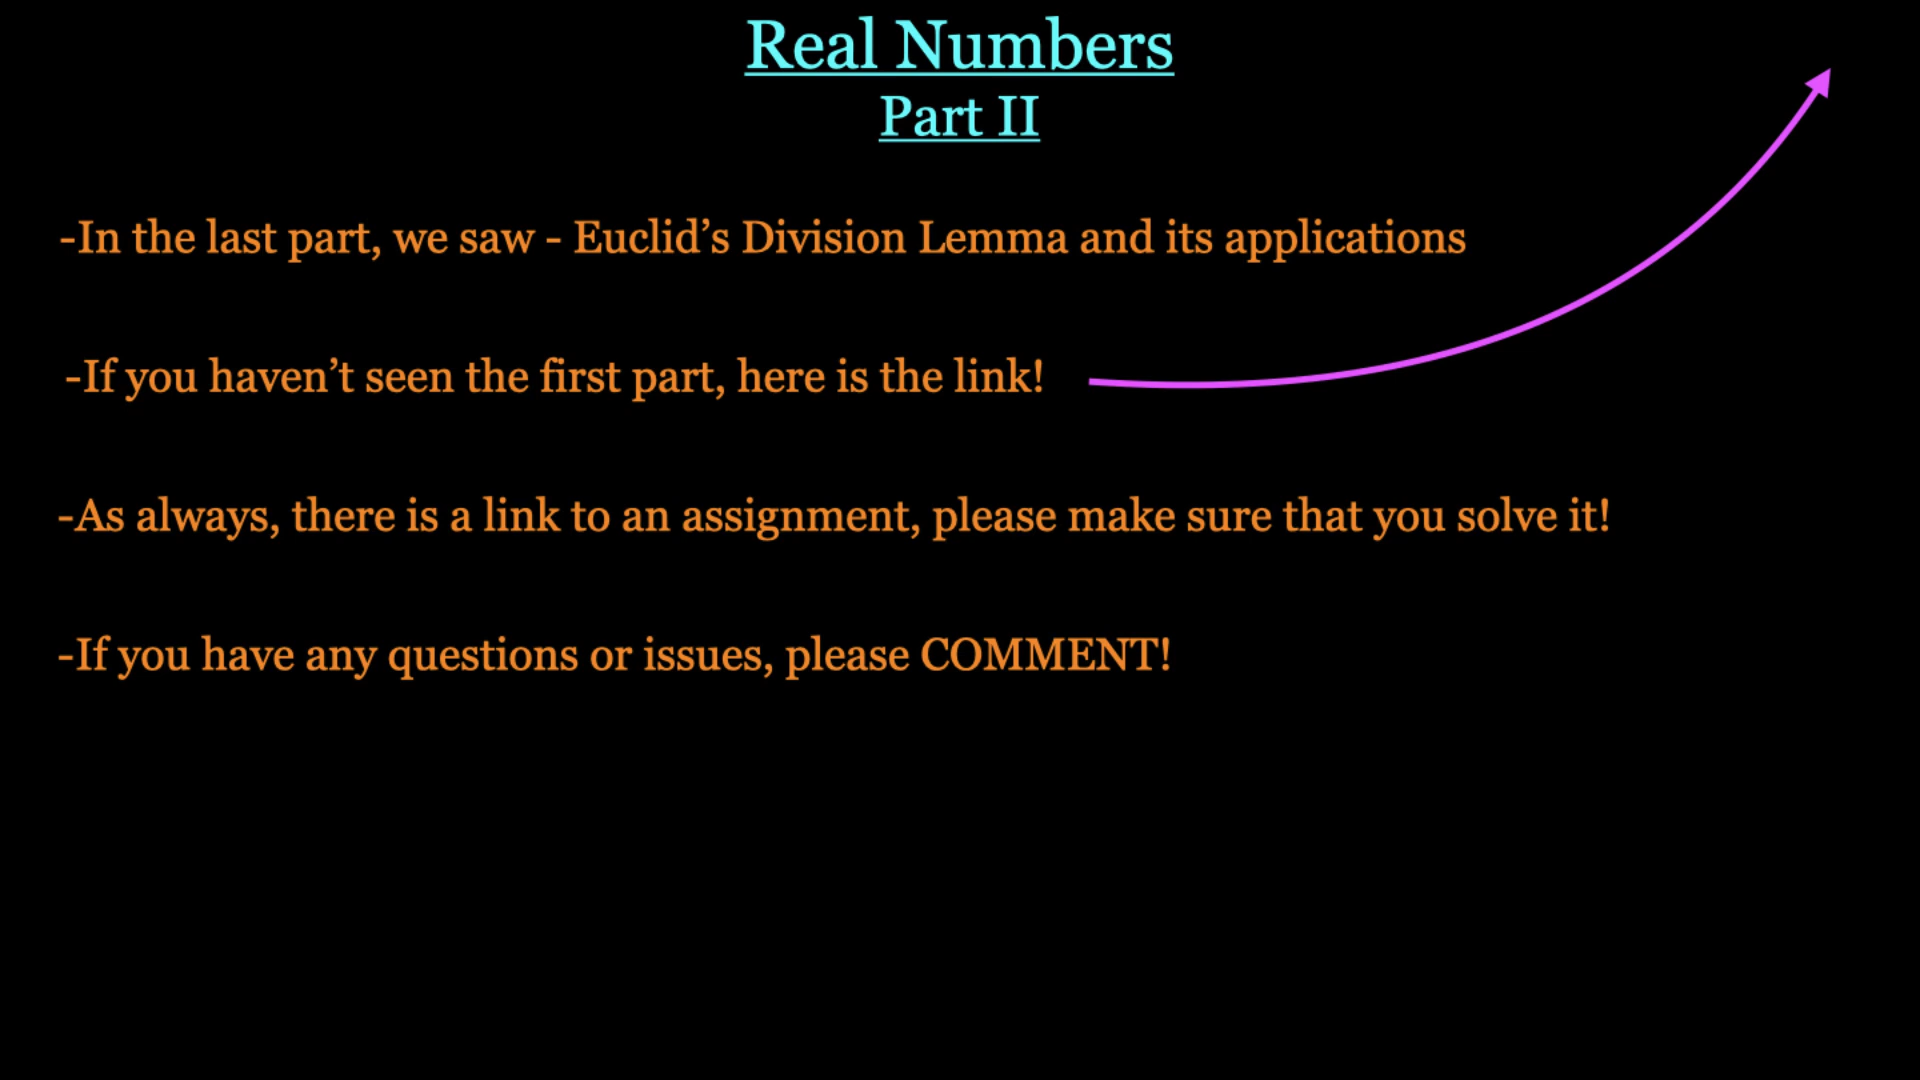 Real Numbers
Part II
-In the last part, we saw - Euclid’s Division Lemma and its applications
-If you haven’t seen the first part, here is the link!
-As always, there is a link to an assignment, please make sure that you solve it!
-If you have any questions or issues, please COMMENT!